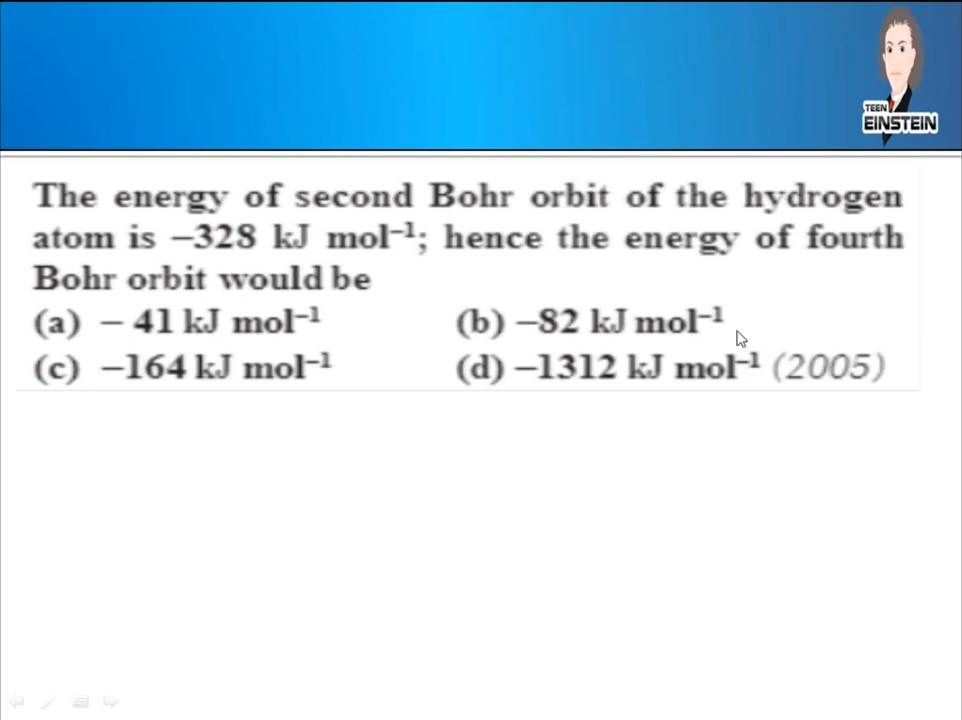 TEEN
EINSTEIN
The energy of second Bohr orbit of the hydrogen
atom is –328 kJ mol⁻¹; hence the energy of fourth
Bohr orbit would be
(a) – 41 kJ mol⁻¹ (b) –82 kJ mol⁻¹
(c) –164 kJ mol⁻¹ (d) –1312 kJ mol⁻¹ (2005)